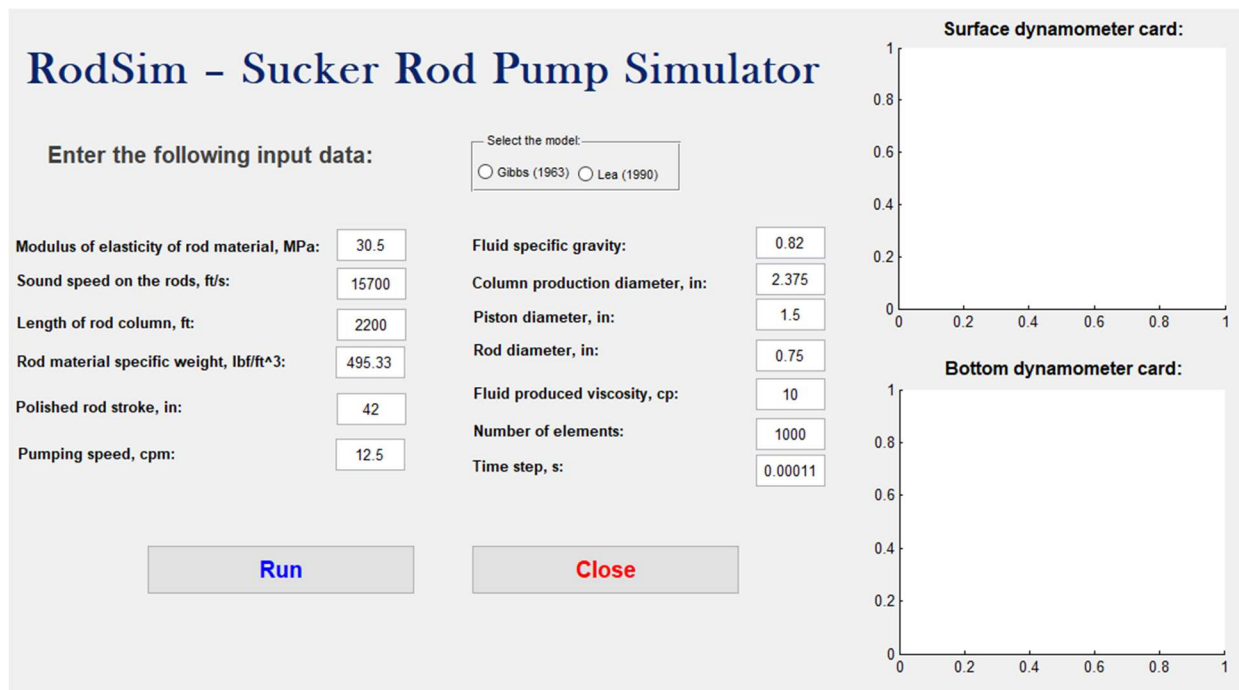 RodSim – Sucker Rod Pump Simulator
Enter the following input data:
Select the model:
Gibbs (1963) Lea (1990)
Modulus of elasticity of rod material, MPa: 30.5
Sound speed on the rods, ft/s: 15700
Length of rod column, ft: 2200
Rod material specific weight, lbf/ft^3: 495.33
Polished rod stroke, in: 42
Pumping speed, cpm: 12.5
Fluid specific gravity: 0.82
Column production diameter, in: 2.375
Piston diameter, in: 1.5
Rod diameter, in: 0.75
Fluid produced viscosity, cp: 10
Number of elements: 1000
Time step, s: 0.00011
Run
Close
Surface dynamometer card:
1
0.8
0.6
0.4
0.2
0
0 0.2 0.4 0.6 0.8 1
Bottom dynamometer card:
1
0.8
0.6
0.4
0.2
0
0 0.2 0.4 0.6 0.8 1